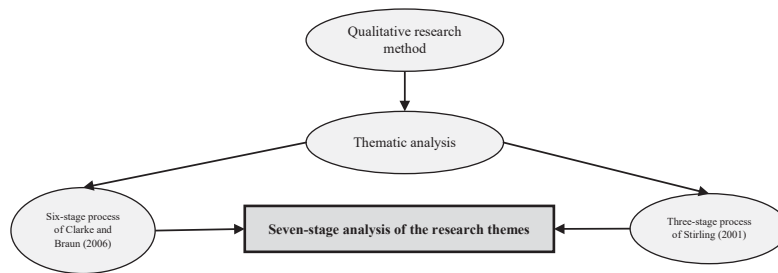 Qualitative research
method
Thematic analysis
Six-stage process
of Clarke and
Braun (2006)
Seven-stage analysis of the research themes
Three-stage process
of Stirling (2001)